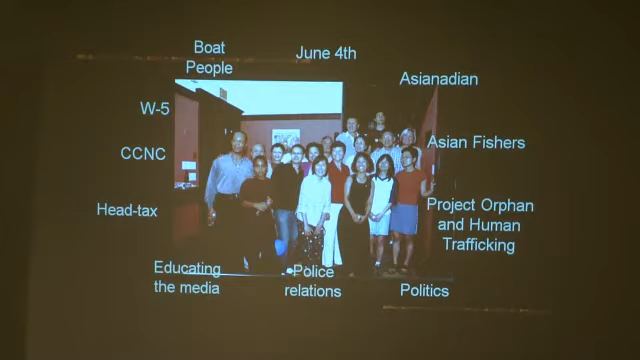 Boat
People
June 4th
Asianadian
W-5
CCNC
Asian Fishers
Head-tax
Project Orphan
and Human
Trafficking
Educating
the media
Police
relations
Politics